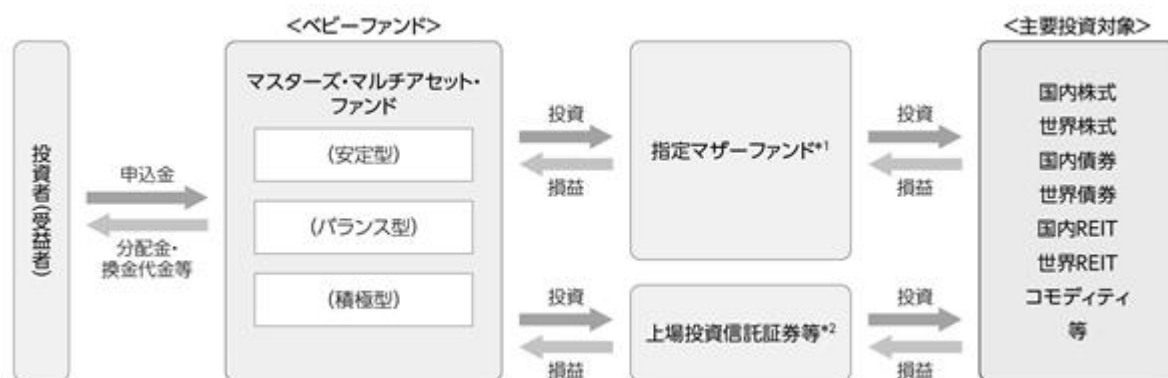 <ベビーファンド>
<主要投資対象>
投資者(受益者)
申込金
分配金・
換金代金等
マスターズ・マルチアセット・
ファンド
(安定型)
(バランス型)
(積極型)
投資
損益
投資
損益
指定マザーファンド*1
上場投資信託証券等*2
投資
損益
投資
損益
国内株式
世界株式
国内債券
世界債券
国内REIT
世界REIT
コモディティ
等